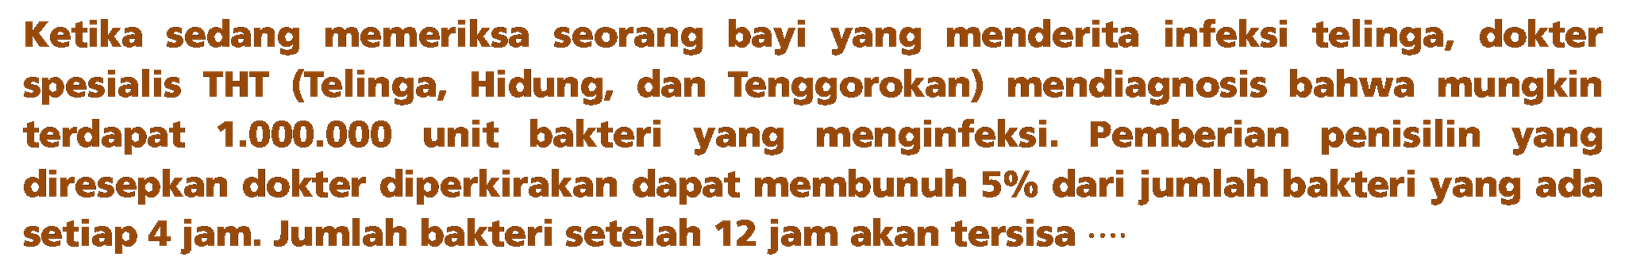 Ketika sedang memeriksa seorang bayi yang menderita infeksi telinga, dokter
spesialis THT (Telinga, Hidung, dan Tenggorokan) mendiagnosis bahwa mungkin
terdapat 1.000.000 unit bakteri yang menginfeksi. Pemberian penisilin yang
diresepkan dokter diperkirakan dapat membunuh 5% dari jumlah bakteri yang ada
setiap 4 jam. Jumlah bakteri setelah 12 jam akan tersisa ....